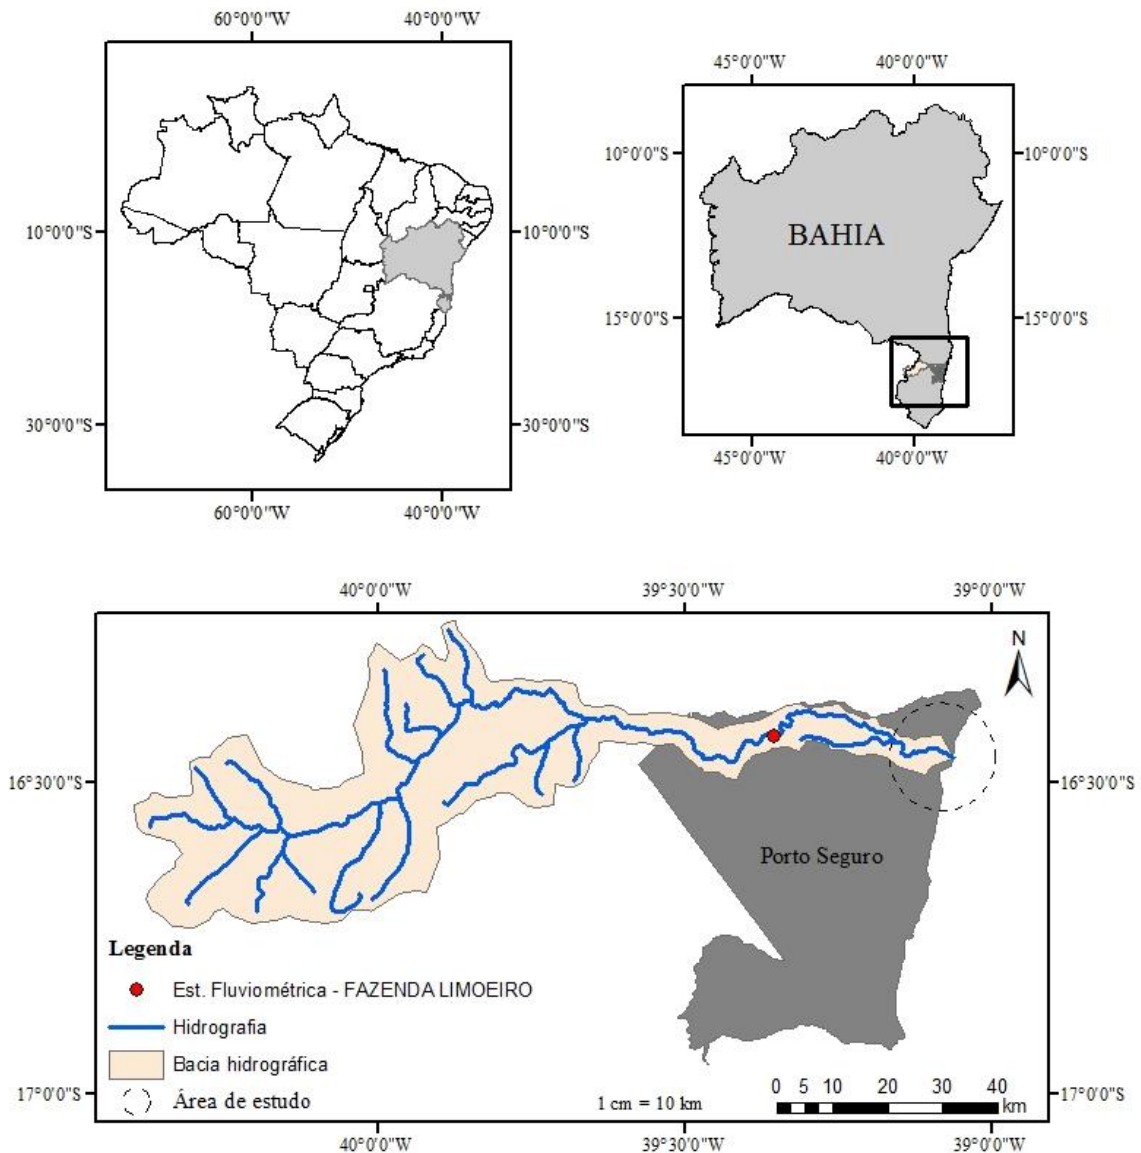 60°0'0"W 40°0'0"W
45°0'0"W 40°0'0"W
10°0'0"S 10°0'0"S
10°0'0"S 10°0'0"S
BAHIA
15°0'0"S 15°0'0"S
30°0'0"S 30°0'0"S
45°0'0"W 40°0'0"W
60°0'0"W 40°0'0"W
40°0'0"W 39°30'0"W 39°0'0"W
N
16°30'0"S 16°30'0"S
Porto Seguro
Legenda
Est. Fluviométrica - FAZENDA LIMOEIRO
Hidrografia
Bacia hidrográfica
Área de estudo
1 cm = 10 km
0 5 10 20 30 40
km
17°0'0"S 17°0'0"S
40°0'0"W 39°30'0"W 39°0'0"W